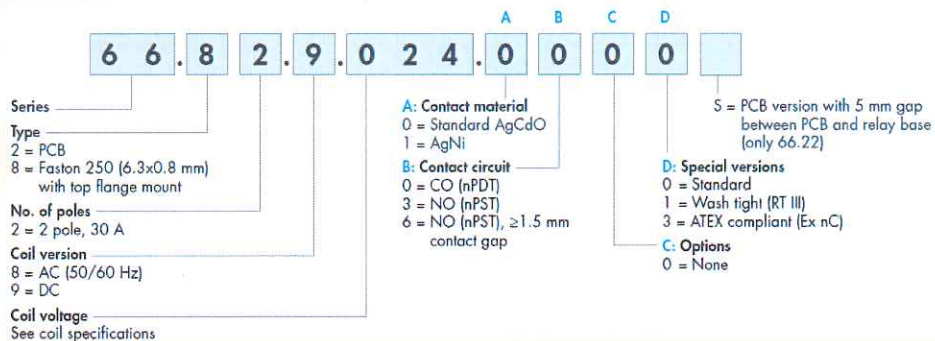 A B C D
6 6 . 8 2 . 9 . 0 2 4 . 0 0 0 0
Series
Type
2 = PCB
8 = Faston 250 (6.3x0.8 mm)
with top flange mount
No. of poles
2 = 2 pole, 30 A
Coil version
8 = AC (50/60 Hz)
9 = DC
Coil voltage
See coil specifications
A: Contact material
0 = Standard AgCdO
1 = AgNi
B: Contact circuit
0 = CO (nPDT)
3 = NO (nPST)
6 = NO (nPST), ≥1.5 mm
contact gap
S = PCB version with 5 mm gap
between PCB and relay base
(only 66.22)
D: Special versions
0 = Standard
1 = Wash tight (RT III)
3 = ATEX compliant (Ex nC)
C: Options
0 = None